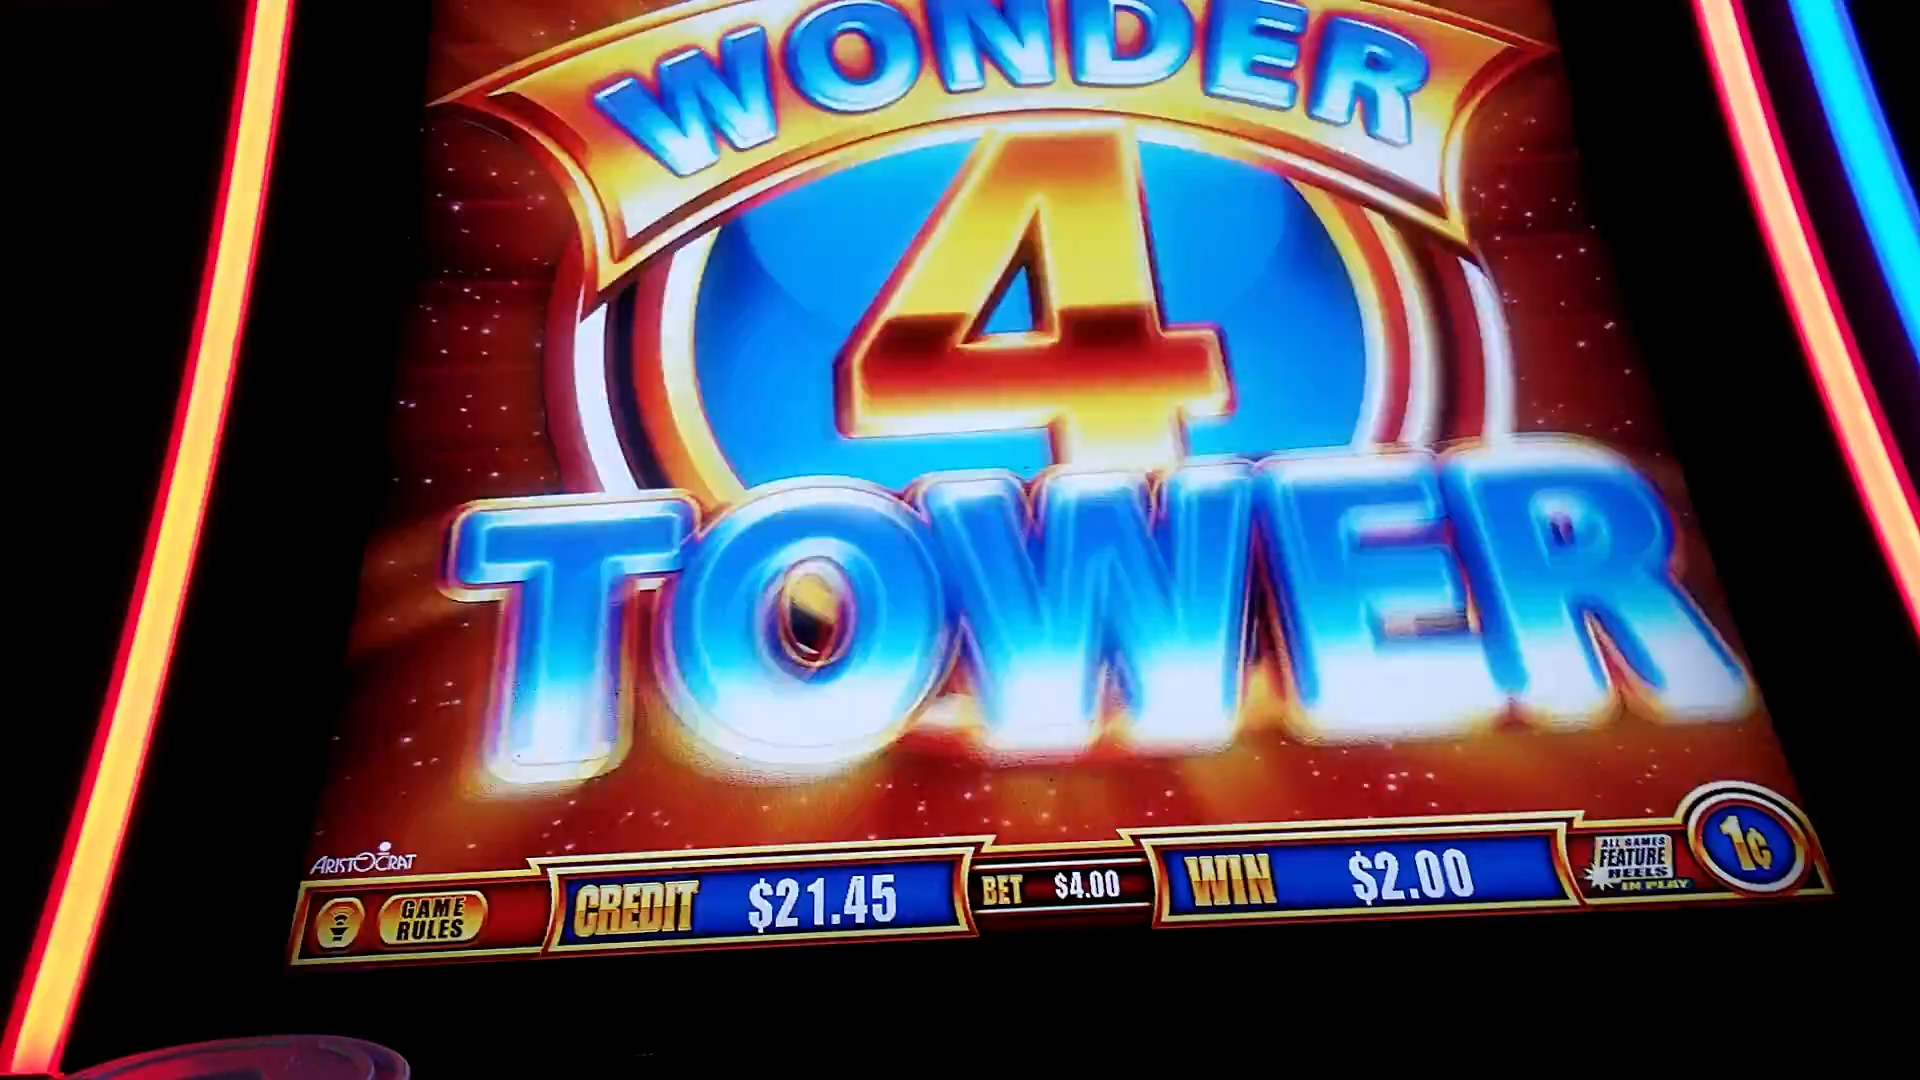 WONDER
4
TOWER
ARISTOCRAT
GAME
RULES
CREDIT $21.45
BET $4.00
WIN $2.00
ALL GAMES
FEATURE
REELS
IN PLAY
1¢